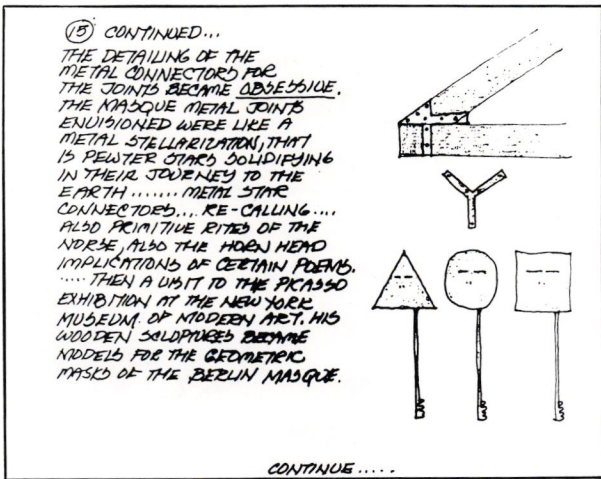 15 CONTINUED...
THE DETAILING OF THE
METAL CONNECTORS FOR
THE JOINTS BECAME OBSESSIVE.
THE MASQUE METAL JOINTS
ENVISIONED WERE LIKE A
METAL STELLARIZATION, THAT
IS PEWTER STARS SOLIDIFYING
IN THEIR JOURNEY TO THE
EARTH ....... METAL STAR
CONNECTORS... RE-CALLING....
ALSO PRIMITIVE RITES OF THE
NORSE, ALSO THE HORN HEAD
IMPLICATIONS OF CERTAIN POEMS.
.... THEN A VISIT TO THE PICASSO
EXHIBITION AT THE NEW YORK
MUSEUM OF MODERN ART. HIS
WOODEN SCULPTURES BECAME
MODELS FOR THE GEOMETRIC
MASKS OF THE BERLIN MASQUE.
CONTINUE .....